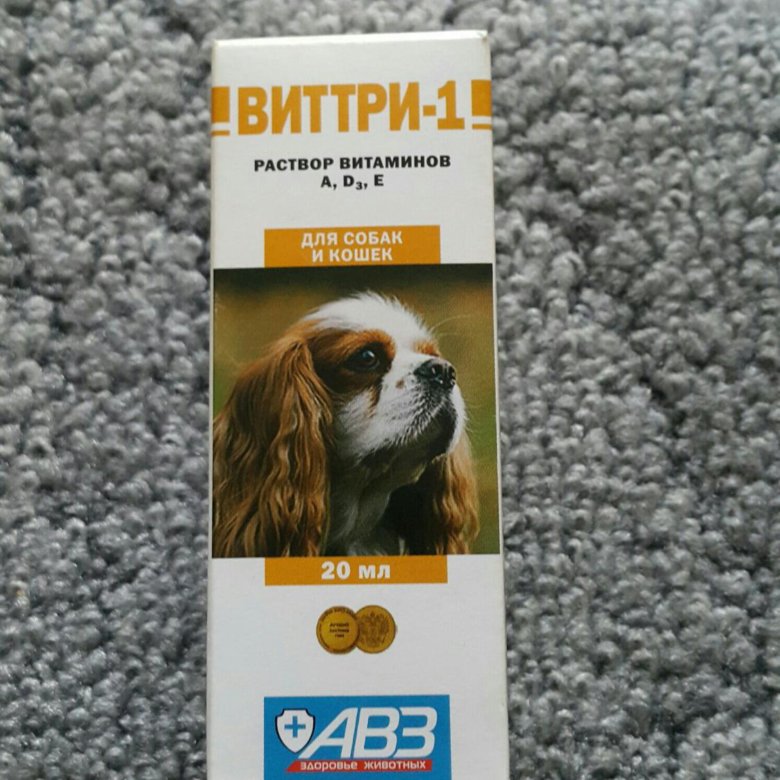 ВИТТРИ-1
РАСТВОР ВИТАМИНОВ
A, D₃, E
ДЛЯ СОБАК
И КОШЕК
20 мл
АВЗ
здоровье животных